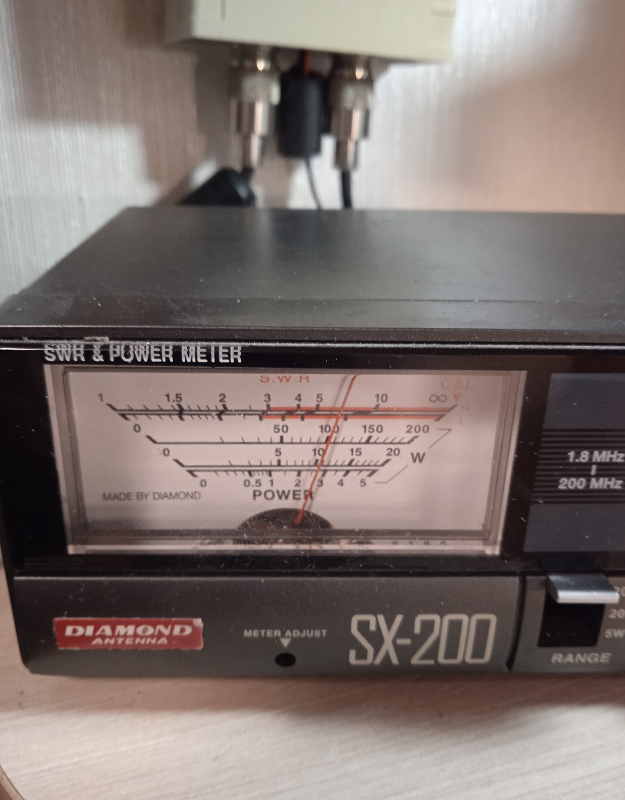 SWR & POWER METER
S.W.R
CAL
1 1.5 2 3 4 5 10 ∞
H
0 50 100 150 200
0 5 10 15 20
W
0 0.5 1 2 3 4 5
MADE BY DIAMOND
POWER
1.8 MHz
200 MHz
DIAMOND
ANTENNA
METER ADJUST
SX-200
20
SW
RANGE